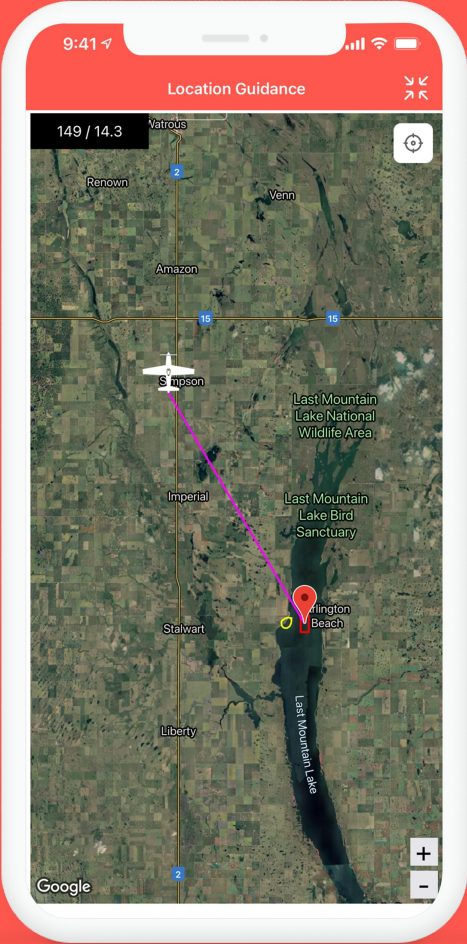 9:41
Location Guidance
149 / 14.3
Watrous
2
Renown
Venn
Amazon
15
15
Simpson
Last Mountain
Lake National
Wildlife Area
Imperial
Last Mountain
Lake Bird
Sanctuary
Beach
Stalwart
Last Mountain Lake
Liberty
+
-
2
Google